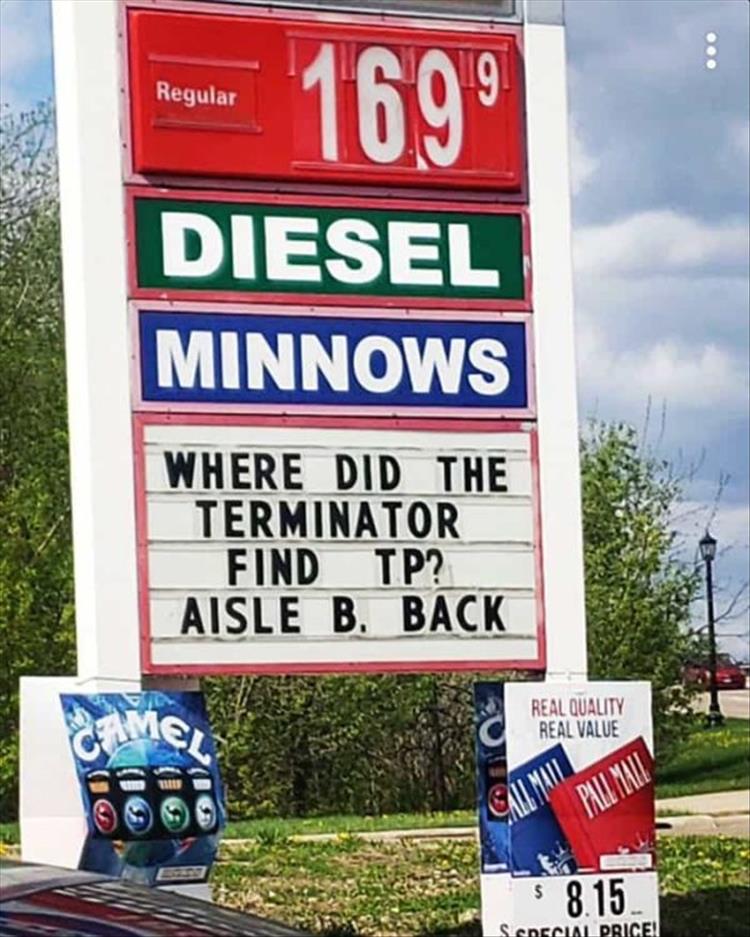 Regular 1699
DIESEL
MINNOWS
WHERE DID THE
TERMINATOR
FIND TP?
AISLE B. BACK
CAMEL
REAL QUALITY
REAL VALUE
PALL MALL
PALL MALL
$ 8.15
$ SPECIAL PRICE!